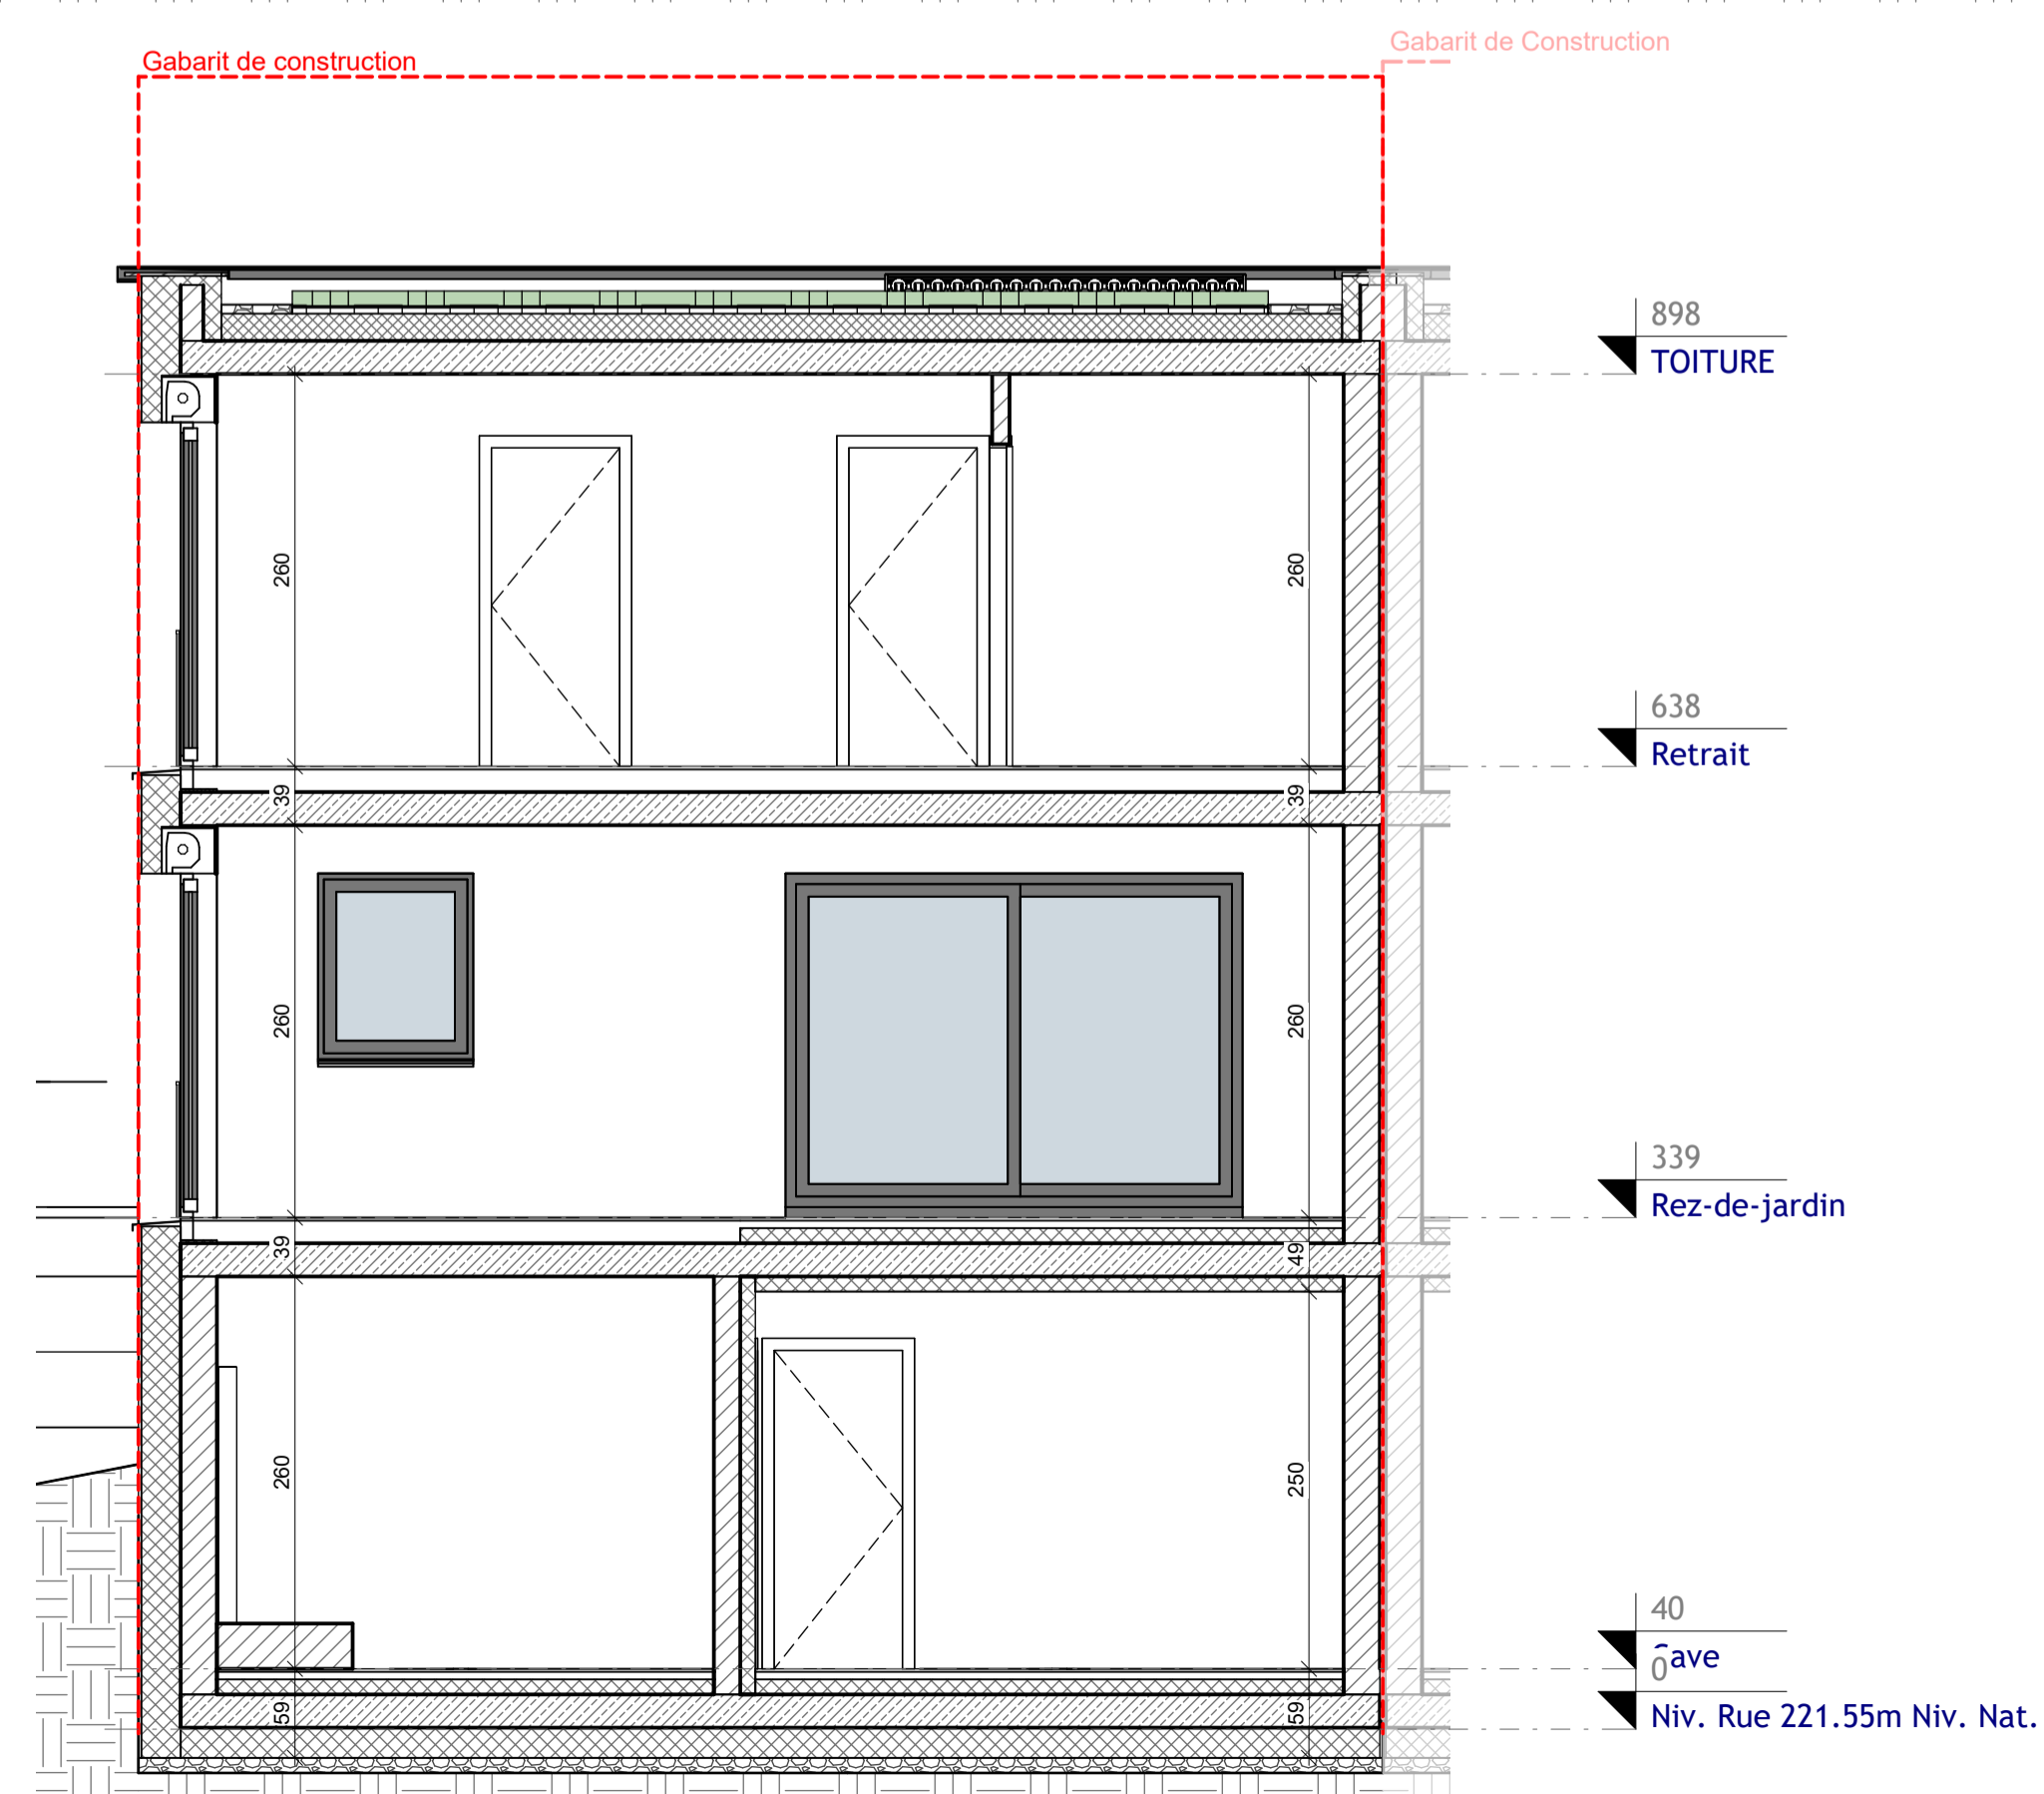 Gabarit de Construction
Gabarit de construction
898
TOITURE
260
260
638
Retrait
39
39
260
260
339
Rez-de-jardin
39
49
260
250
40
Cave
0
59
59
Niv. Rue 221.55m Niv. Nat.